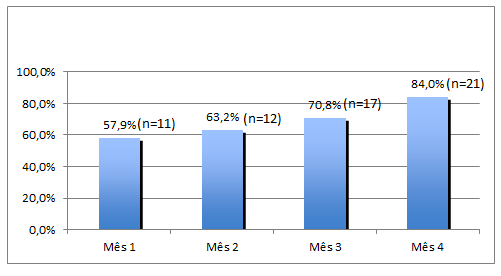 100,0%
80,0%
60,0%
40,0%
20,0%
0,0%
57,9% (n=11)
63,2% (n=12)
70,8% (n=17)
84,0% (n=21)
Mês 1
Mês 2
Mês 3
Mês 4